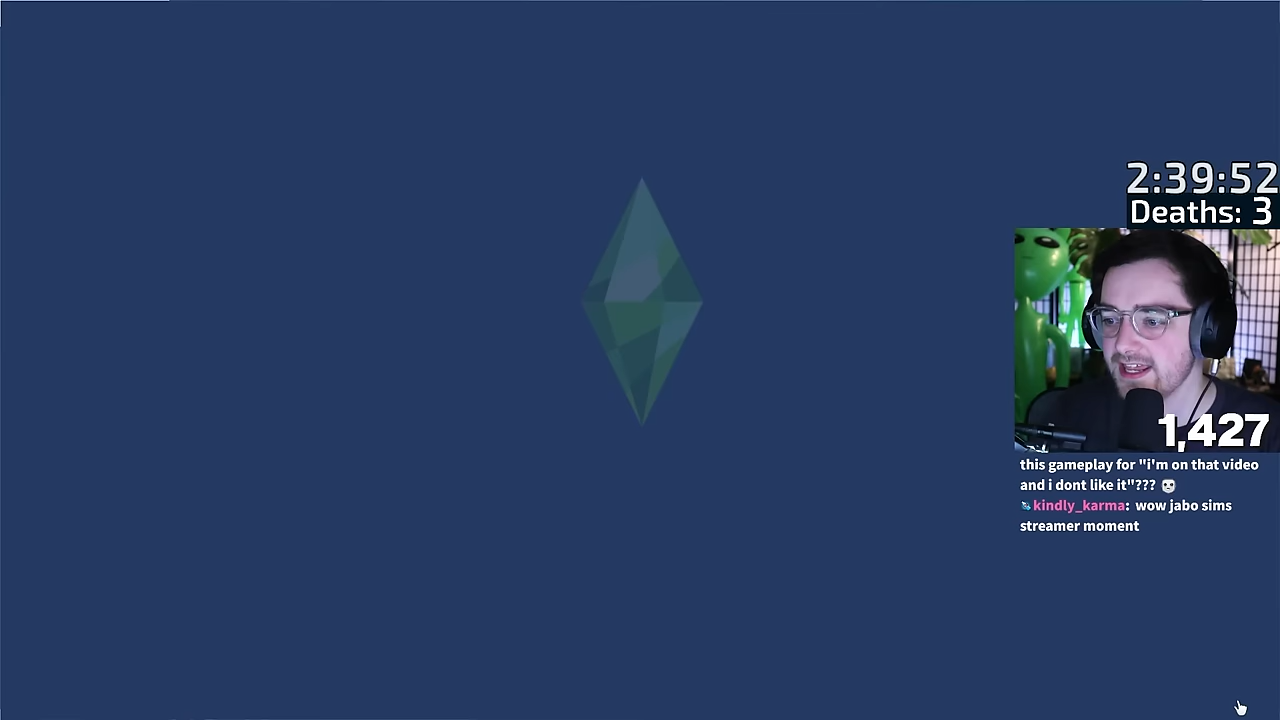 2:39:52
Deaths: 3
1,427
this gameplay for "i'm on that video
and i dont like it"???
kindly_karma: wow jabo sims
streamer moment